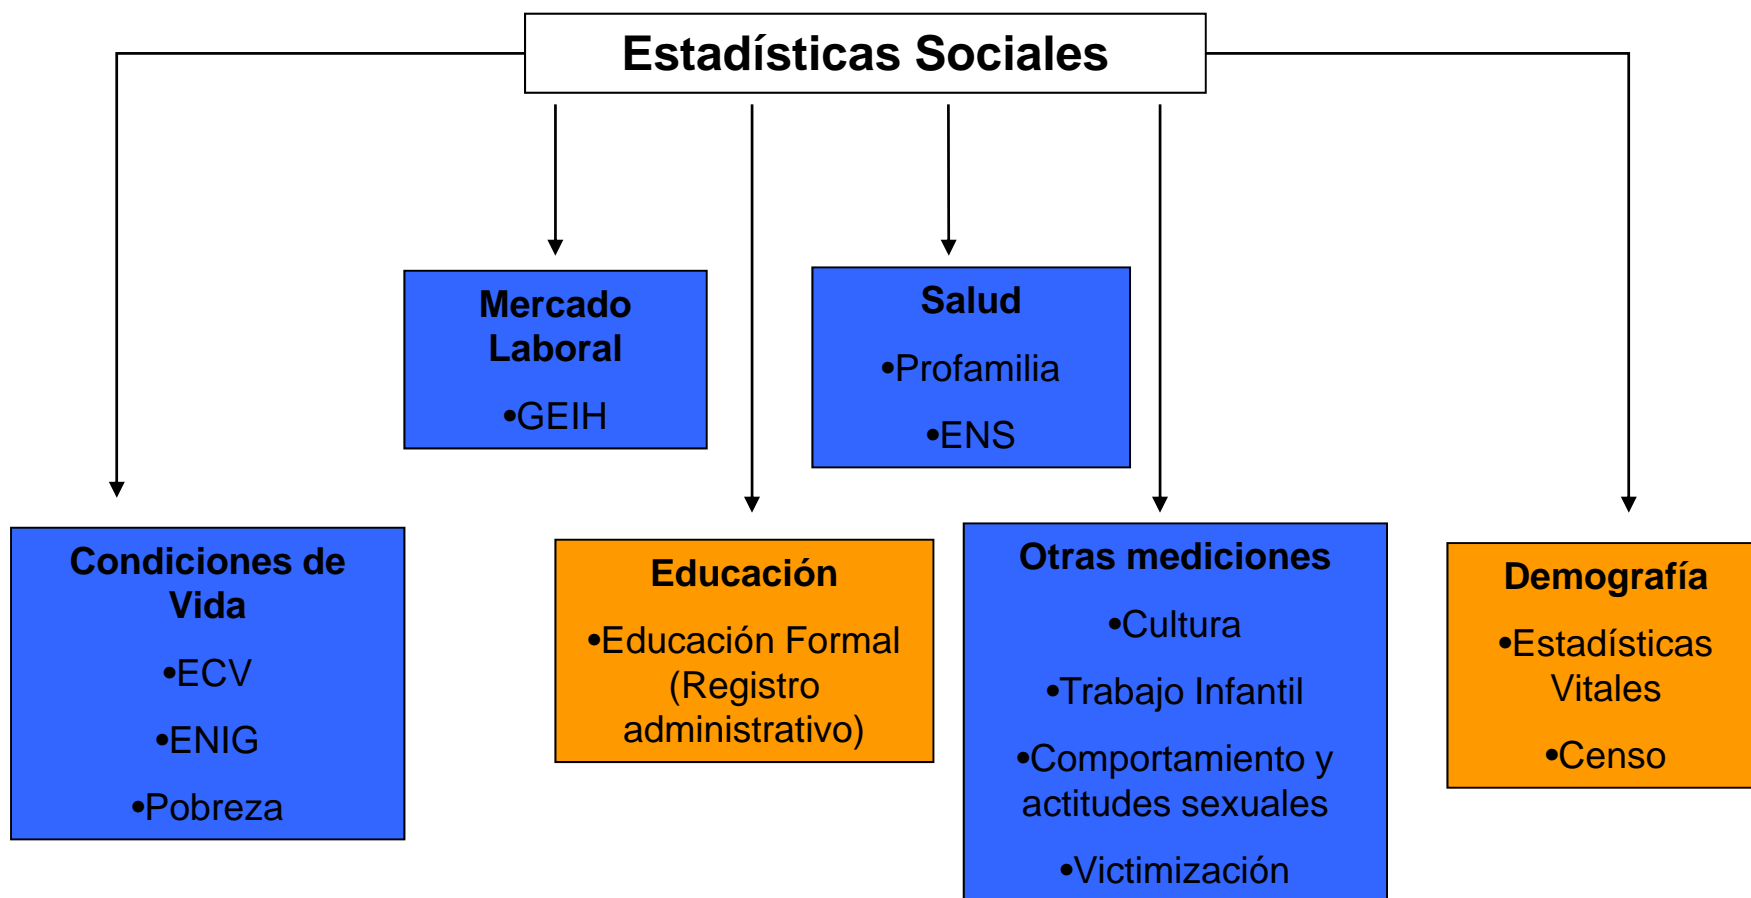 Estadísticas Sociales
Mercado
Laboral
•GEIH
Salud
•Profamilia
•ENS
Condiciones de
Vida
•ECV
•ENIG
•Pobreza
Educación
•Educación Formal
(Registro
administrativo)
Otras mediciones
•Cultura
•Trabajo Infantil
•Comportamiento y
actitudes sexuales
•Victimización
Demografía
•Estadísticas
Vitales
•Censo